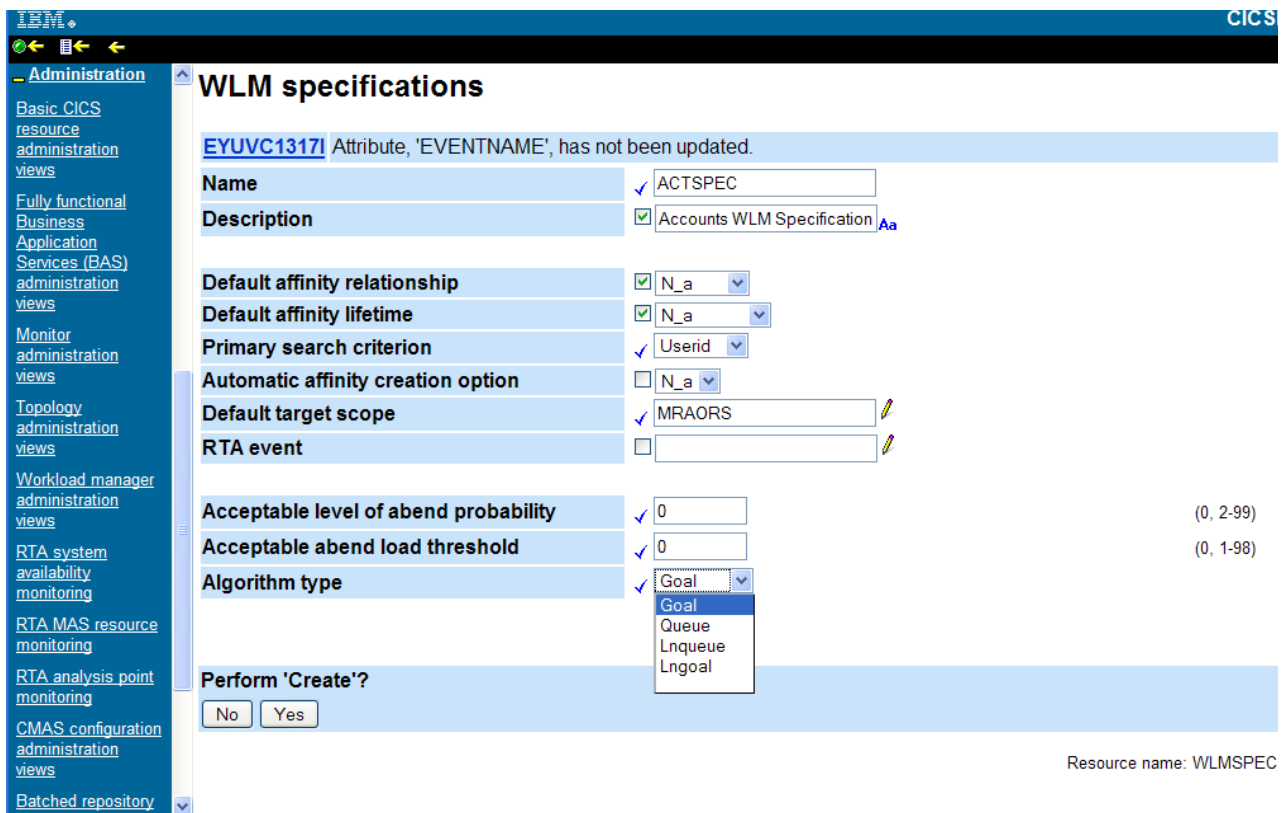 IBM
CICS
Administration
Basic CICS
resource
administration
views
Fully functional
Business
Application
Services (BAS)
administration
views
Monitor
administration
views
Topology
administration
views
Workload manager
administration
views
RTA system
availability
monitoring
RTA MAS resource
monitoring
RTA analysis point
monitoring
CMAS configuration
administration
views
Batched repository
WLM specifications
EYUVC1317I Attribute, 'EVENTNAME', has not been updated.
Name ACTSPEC
Description Accounts WLM Specification Aa
Default affinity relationship N_a
Default affinity lifetime N_a
Primary search criterion Userid
Automatic affinity creation option N_a
Default target scope MRAORS
RTA event
Acceptable level of abend probability 0 (0, 2-99)
Acceptable abend load threshold 0 (0, 1-98)
Algorithm type Goal
Goal
Queue
Lnqueue
Lngoal
Perform 'Create'?
No Yes
Resource name: WLMSPEC